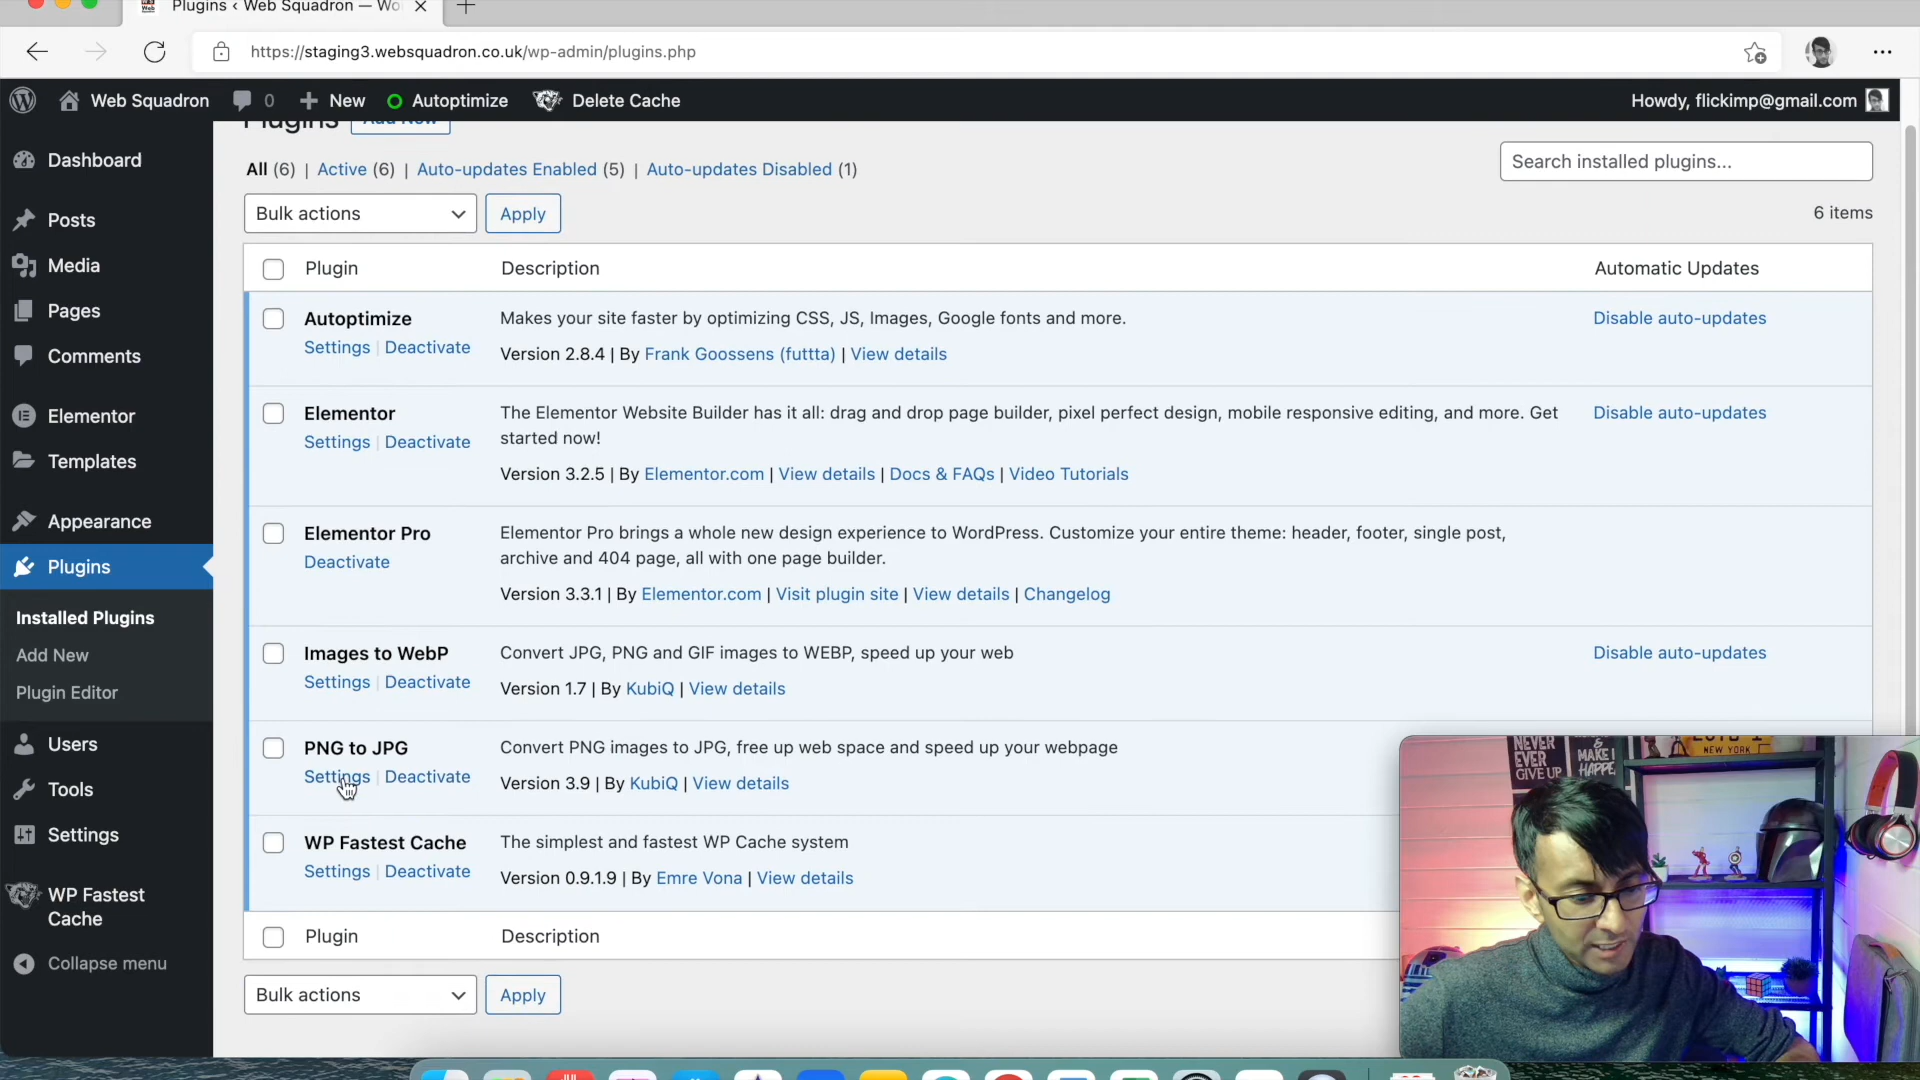 Plugins ‹ Web Squadron — Wo
https://staging3.websquadron.co.uk/wp-admin/plugins.php
Web Squadron 0 New Autoptimize Delete Cache Howdy, flickimp@gmail.com
Plugins Add New
All (6) | Active (6) | Auto-updates Enabled (5) | Auto-updates Disabled (1)
Search installed plugins...
Bulk actions Apply
6 items
Dashboard
Posts
Media
Pages
Comments
Elementor
Templates
Appearance
Plugins
Installed Plugins
Add New
Plugin Editor
Users
Tools
Settings
WP Fastest
Cache
Collapse menu
Plugin Description Automatic Updates
Autoptimize
Settings | Deactivate
Makes your site faster by optimizing CSS, JS, Images, Google fonts and more.
Version 2.8.4 | By Frank Goossens (futtta) | View details
Disable auto-updates
Elementor
Settings | Deactivate
The Elementor Website Builder has it all: drag and drop page builder, pixel perfect design, mobile responsive editing, and more. Get
started now!
Version 3.2.5 | By Elementor.com | View details | Docs & FAQs | Video Tutorials
Disable auto-updates
Elementor Pro
Deactivate
Elementor Pro brings a whole new design experience to WordPress. Customize your entire theme: header, footer, single post,
archive and 404 page, all with one page builder.
Version 3.3.1 | By Elementor.com | Visit plugin site | View details | Changelog
Images to WebP
Settings | Deactivate
Convert JPG, PNG and GIF images to WEBP, speed up your web
Version 1.7 | By KubiQ | View details
Disable auto-updates
PNG to JPG
Settings | Deactivate
Convert PNG images to JPG, free up web space and speed up your webpage
Version 3.9 | By KubiQ | View details
WP Fastest Cache
Settings | Deactivate
The simplest and fastest WP Cache system
Version 0.9.1.9 | By Emre Vona | View details
Plugin Description
Bulk actions Apply
NEVER
EVER
GIVE UP
&
MAKE I
HAPPE
NEW YORK